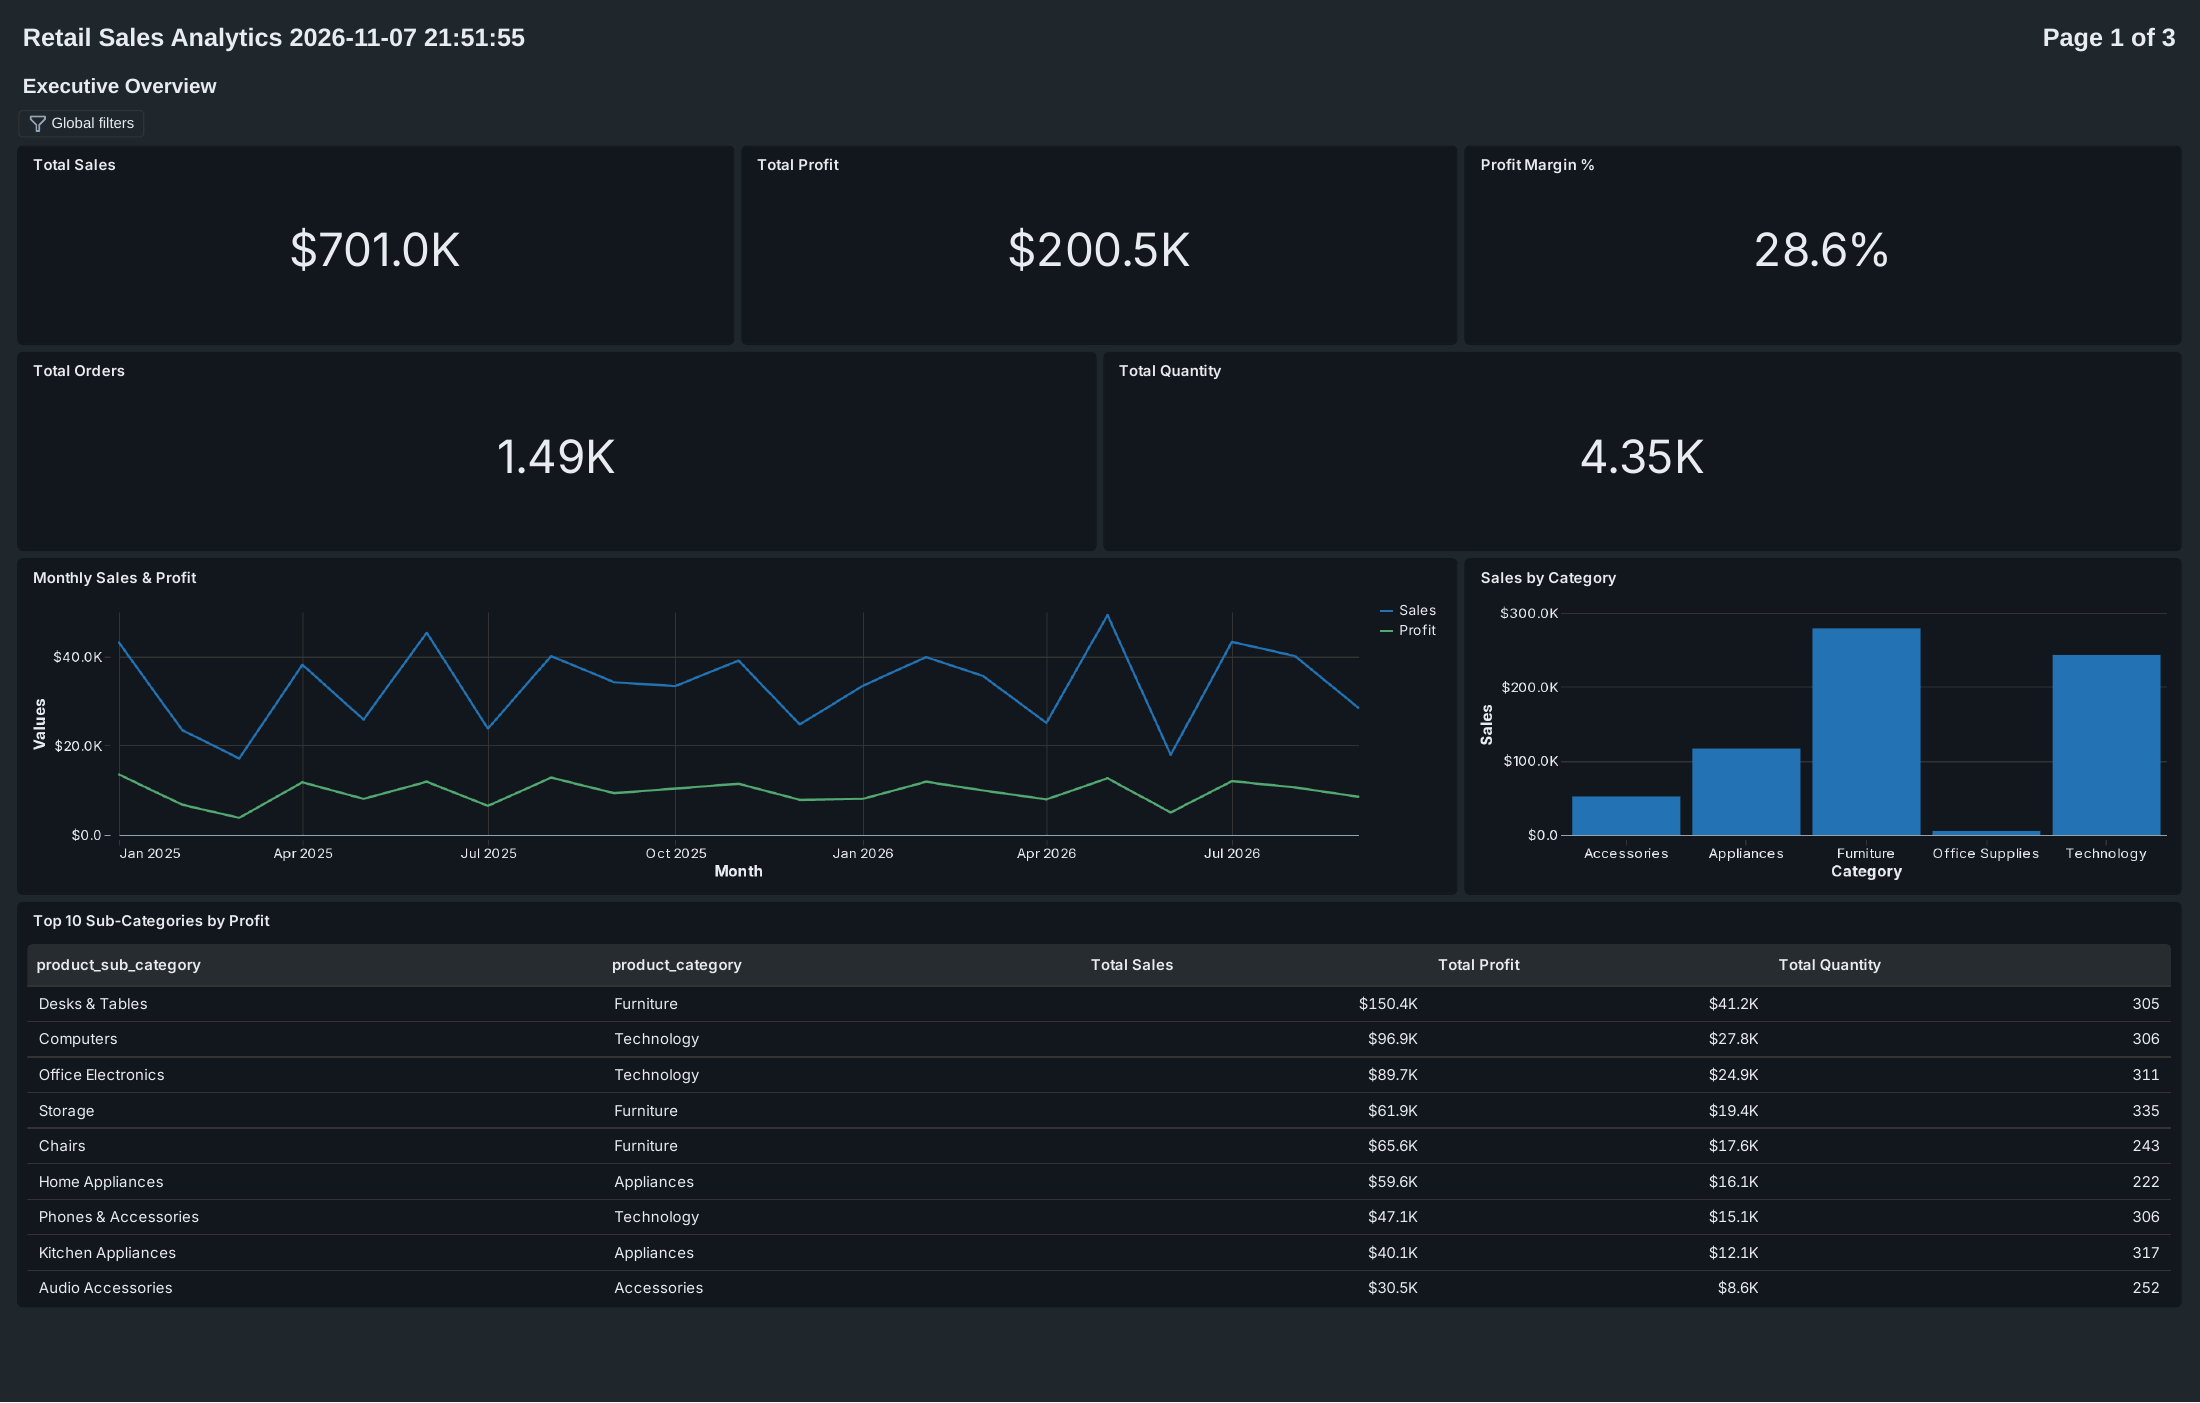 Retail Sales Analytics 2026-11-07 21:51:55
Page 1 of 3
Executive Overview
Global filters
Total Sales
$701.0K
Total Profit
$200.5K
Profit Margin %
28.6%
Total Orders
1.49K
Total Quantity
4.35K
Monthly Sales & Profit
Sales
Profit
Values
$40.0K
$20.0K
$0.0
Jan 2025 Apr 2025 Jul 2025 Oct 2025 Jan 2026 Apr 2026 Jul 2026
Month
Sales by Category
Sales
$300.0K
$200.0K
$100.0K
$0.0
Accessories Appliances Furniture Office Supplies Technology
Category
Top 10 Sub-Categories by Profit
product_sub_category product_category Total Sales Total Profit Total Quantity
Desks & Tables Furniture $150.4K $41.2K 305
Computers Technology $96.9K $27.8K 306
Office Electronics Technology $89.7K $24.9K 311
Storage Furniture $61.9K $19.4K 335
Chairs Furniture $65.6K $17.6K 243
Home Appliances Appliances $59.6K $16.1K 222
Phones & Accessories Technology $47.1K $15.1K 306
Kitchen Appliances Appliances $40.1K $12.1K 317
Audio Accessories Accessories $30.5K $8.6K 252